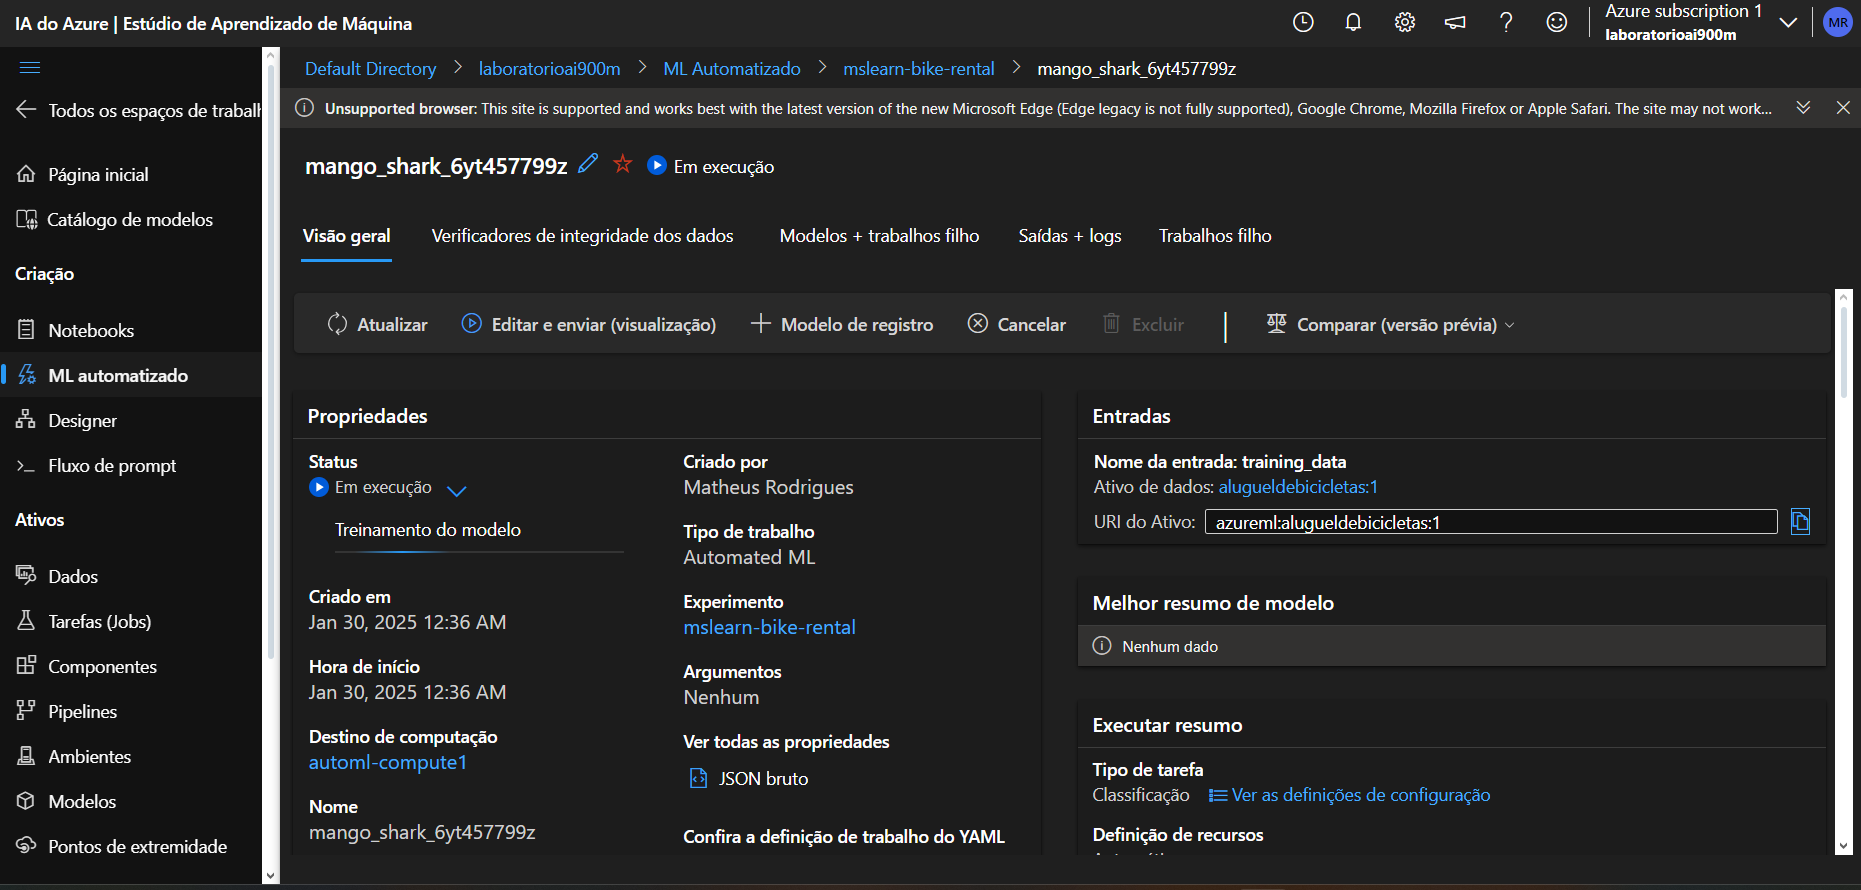 IA do Azure | Estúdio de Aprendizado de Máquina
Azure subscription 1
laboratorioai900m
MR
Todos os espaços de trabalh
Página inicial
Catálogo de modelos
Criação
Notebooks
ML automatizado
Designer
Fluxo de prompt
Ativos
Dados
Tarefas (Jobs)
Componentes
Pipelines
Ambientes
Modelos
Pontos de extremidade
Default Directory > laboratorioai900m > ML Automatizado > mslearn-bike-rental > mango_shark_6yt457799z
Unsupported browser: This site is supported and works best with the latest version of the new Microsoft Edge (Edge legacy is not fully supported), Google Chrome, Mozilla Firefox or Apple Safari. The site may not work...
mango_shark_6yt457799z Em execução
Visão geral Verificadores de integridade dos dados Modelos + trabalhos filho Saídas + logs Trabalhos filho
Atualizar Editar e enviar (visualização) Modelo de registro Cancelar Excluir Comparar (versão prévia)
Propriedades
Status
Em execução
Treinamento do modelo
Criado em
Jan 30, 2025 12:36 AM
Hora de início
Jan 30, 2025 12:36 AM
Destino de computação
automl-compute1
Nome
mango_shark_6yt457799z
Criado por
Matheus Rodrigues
Tipo de trabalho
Automated ML
Experimento
mslearn-bike-rental
Argumentos
Nenhum
Ver todas as propriedades
JSON bruto
Confira a definição de trabalho do YAML
Entradas
Nome da entrada: training_data
Ativo de dados: alugueldebicicletas:1
URI do Ativo: azureml:alugueldebicicletas:1
Melhor resumo de modelo
Nenhum dado
Executar resumo
Tipo de tarefa
Classificação Ver as definições de configuração
Definição de recursos